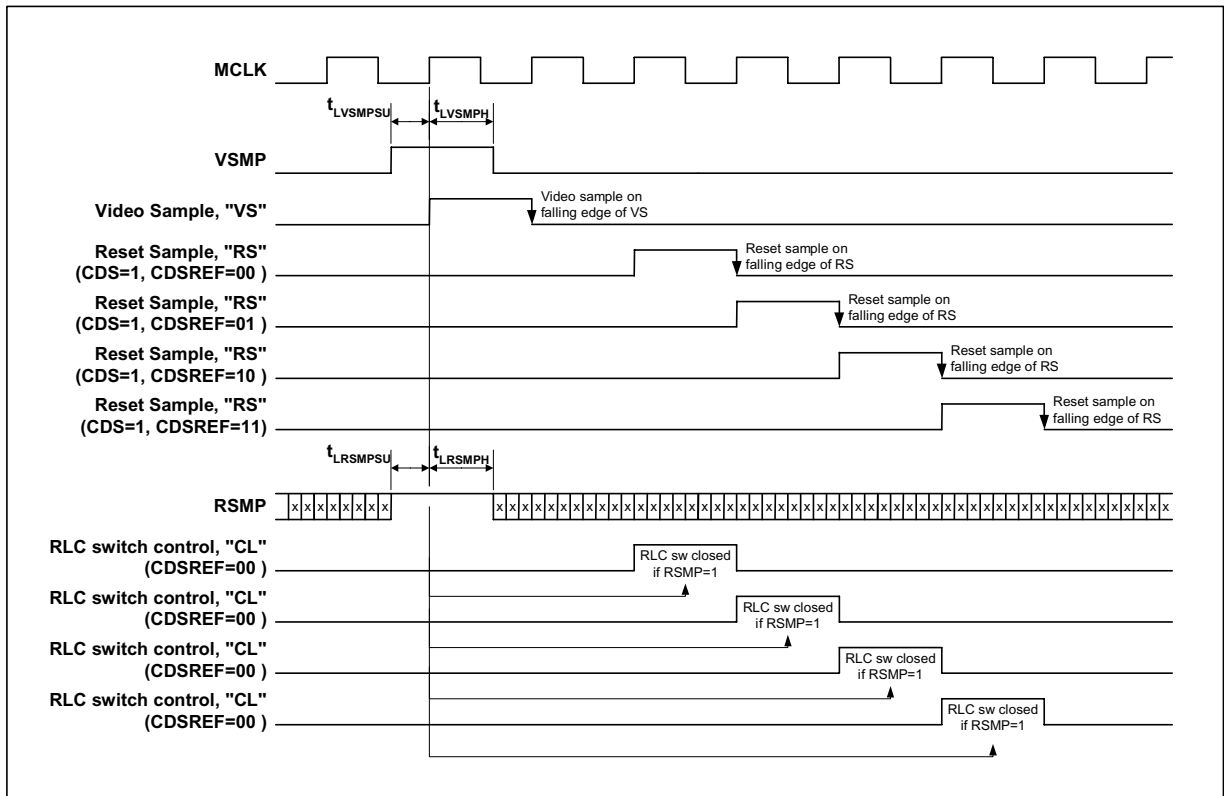 MCLK
tLVSMPSU tLVSMPH
VSMP
Video Sample, "VS"
Video sample on
falling edge of VS
Reset Sample, "RS"
(CDS=1, CDSREF=00 )
Reset sample on
falling edge of RS
Reset Sample, "RS"
(CDS=1, CDSREF=01 )
Reset sample on
falling edge of RS
Reset Sample, "RS"
(CDS=1, CDSREF=10 )
Reset sample on
falling edge of RS
Reset Sample, "RS"
(CDS=1, CDSREF=11)
Reset sample on
falling edge of RS
tLRSMPSU tLRSMPH
RSMP
x x x x x x x x x x x x x x x x x x x x x x x x x x x x x x x x x x x x x x x x x x x x x x x x x x x x x x x x x x x x
RLC switch control, "CL"
(CDSREF=00 )
RLC sw closed
if RSMP=1
RLC switch control, "CL"
(CDSREF=00 )
RLC sw closed
if RSMP=1
RLC switch control, "CL"
(CDSREF=00 )
RLC sw closed
if RSMP=1
RLC switch control, "CL"
(CDSREF=00 )
RLC sw closed
if RSMP=1